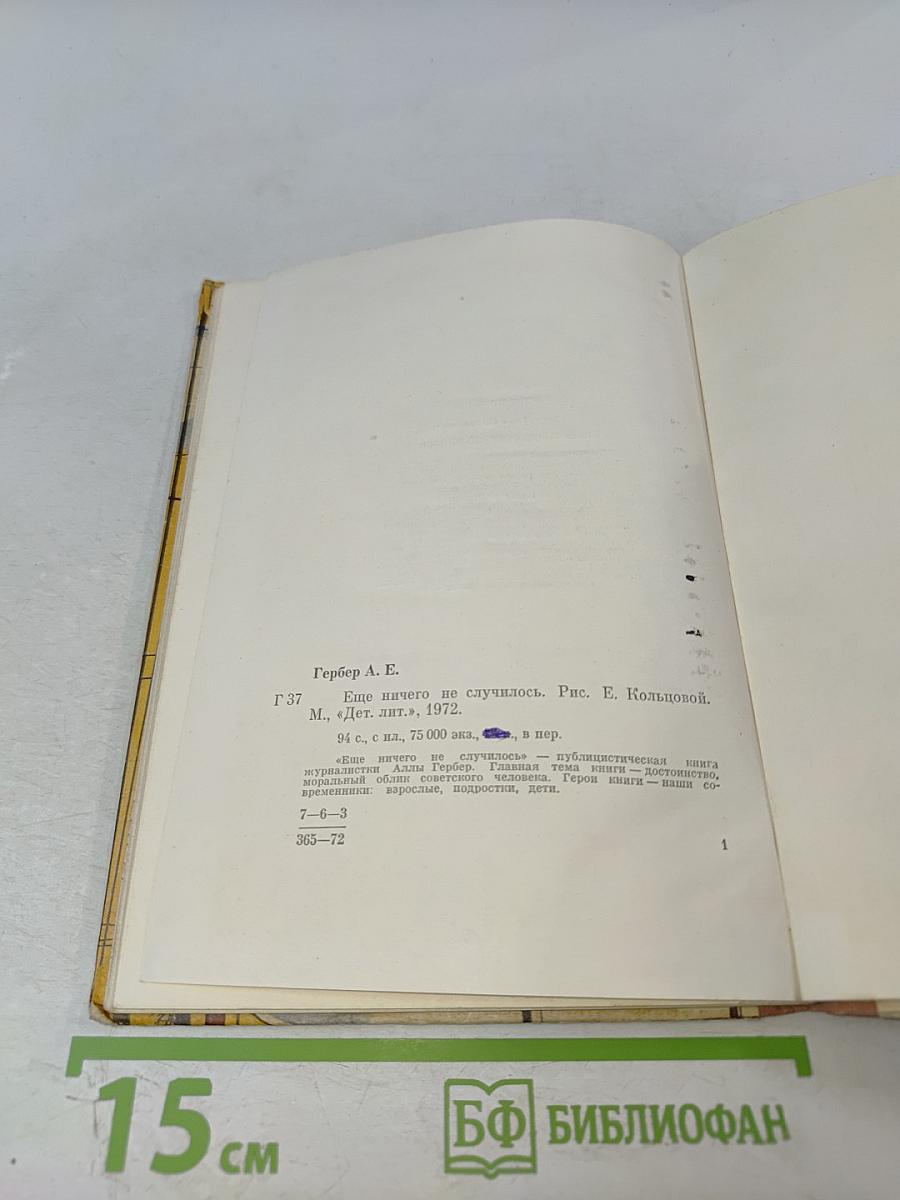 Гербер А. Е.
Г 37 Еще ничего не случилось. Рис. Е. Кольцовой.
М., «Дет. лит.», 1972.
94 с., с ил., 75 000 экз., ., в пер.
«Еще ничего не случилось» — публицистическая книга
журналистки Аллы Гербер. Главная тема книги — достоинство,
моральный облик советского человека. Герои книги — наши со-
временники: взрослые, подростки, дети.
7—6—3
365—72
1
15 см
БФ БИБЛИОФАН